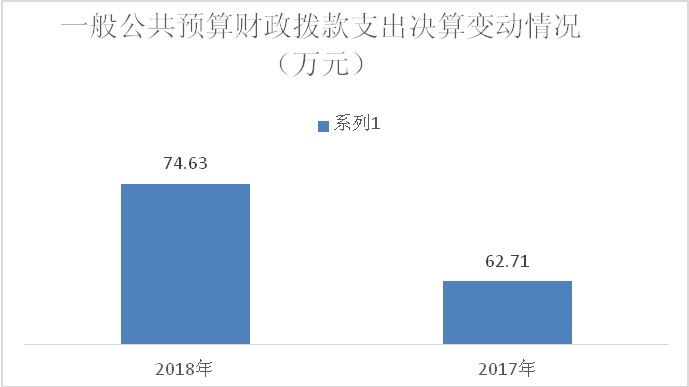 一般公共预算财政拨款支出决算变动情况
（万元）
系列1
74.63
62.71
2018年
2017年